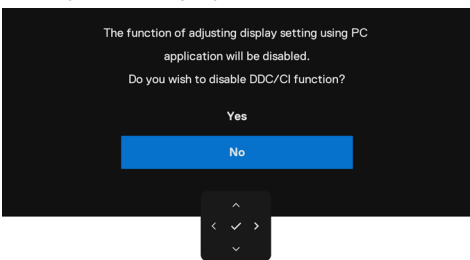 The function of adjusting display setting using PC
application will be disabled.
Do you wish to disable DDC/CI function?
Yes
No